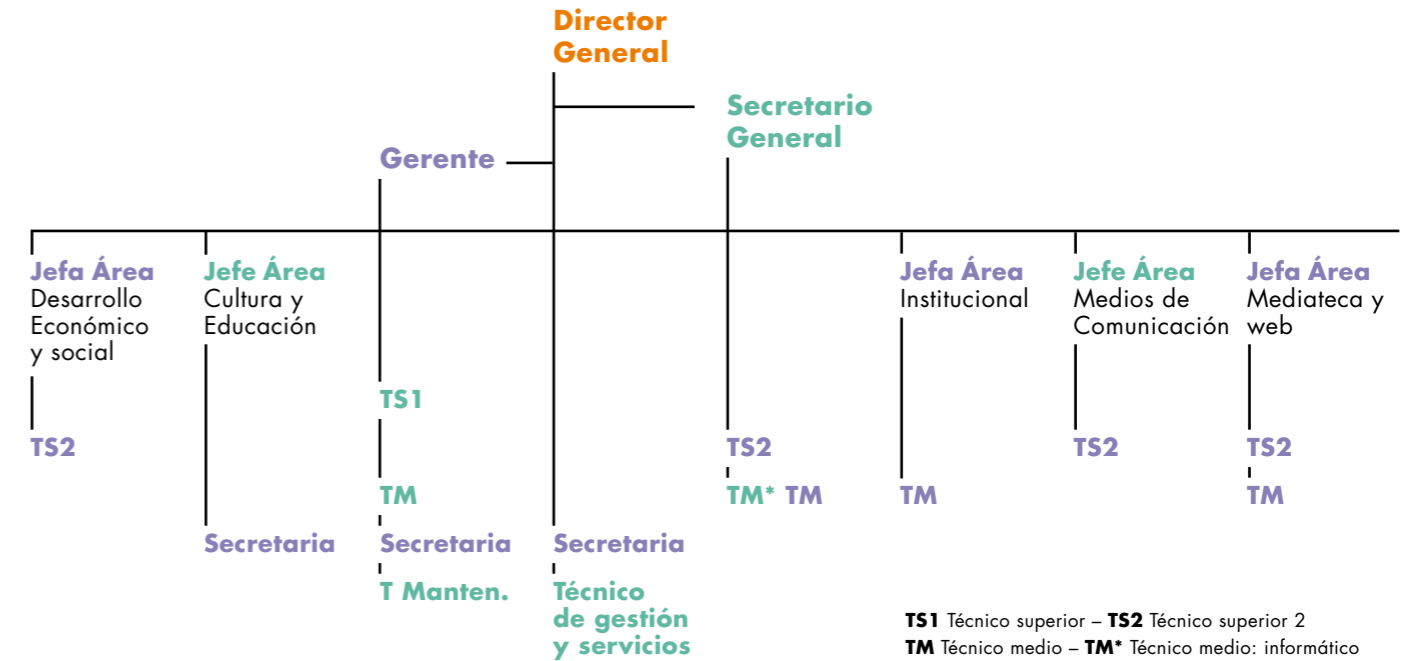 Director
General
Secretario
General
Gerente
Jefa Área
Desarrollo
Económico
y social
Jefe Área
Cultura y
Educación
Jefa Área
Institucional
Jefe Área
Medios de
Comunicación
Jefa Área
Mediateca y
web
TS1
TS2
TS2
TS2
TS2
TM
TM* TM
TM
TM
Secretaria
Secretaria
Secretaria
T Manten.
Técnico
de gestión
y servicios
TS1 Técnico superior – TS2 Técnico superior 2
TM Técnico medio – TM* Técnico medio: informático